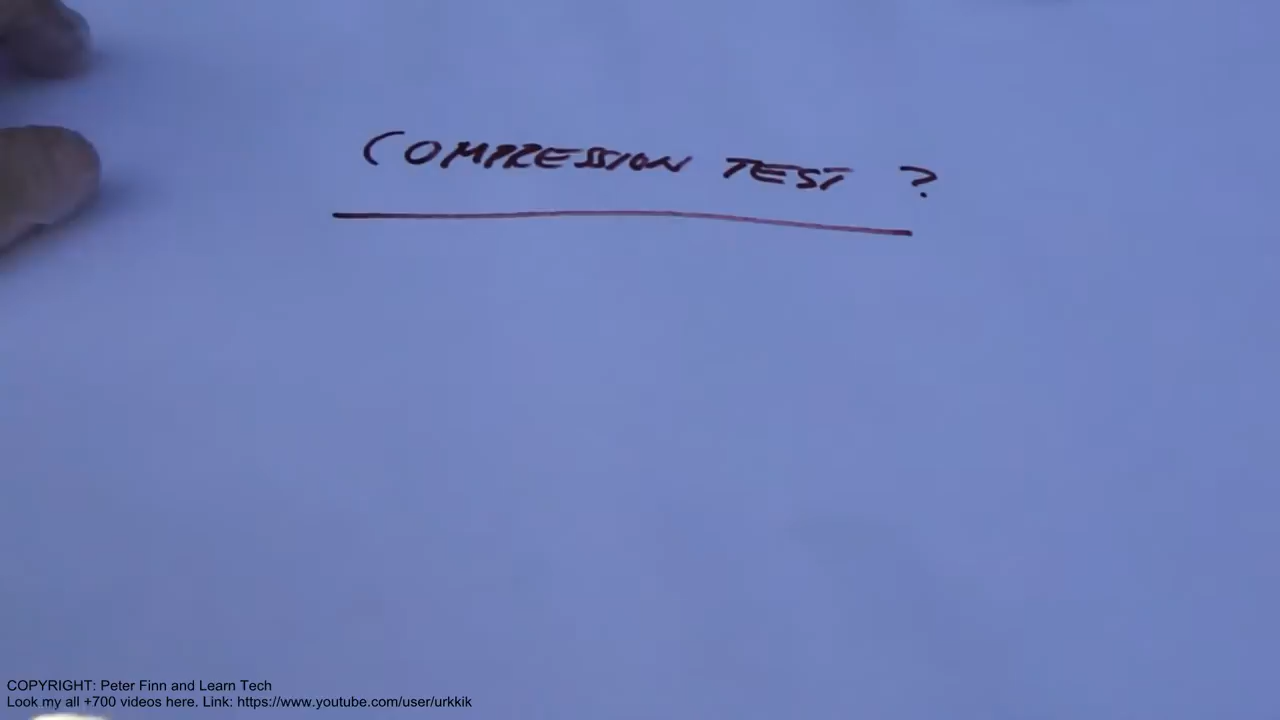 COMPRESSION TEST ?
COPYRIGHT: Peter Finn and Learn Tech
Look my all +700 videos here. Link: https://www.youtube.com/user/urkkik